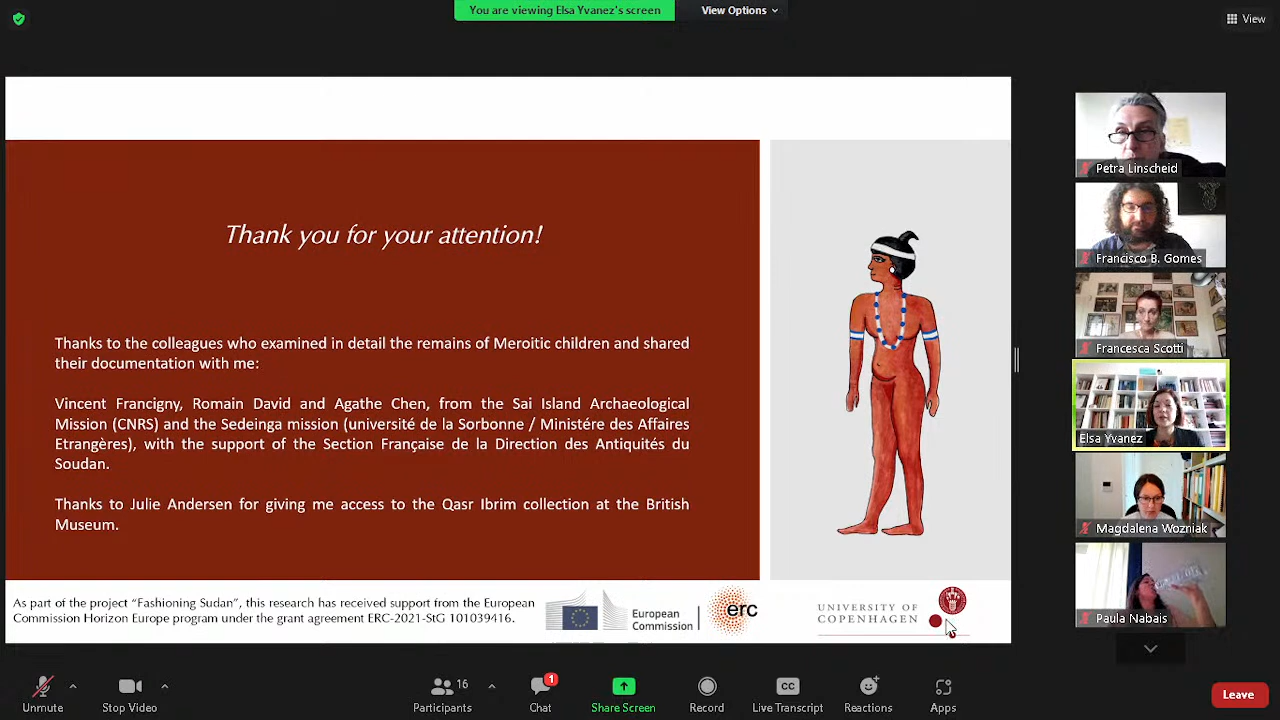 You are viewing Elsa Yvanez's screen
View Options
View
Thank you for your attention!
Thanks to the colleagues who examined in detail the remains of Meroitic children and shared
their documentation with me:
Vincent Francigny, Romain David and Agathe Chen, from the Sai Island Archaeological
Mission (CNRS) and the Sedeinga mission (université de la Sorbonne / Ministére des Affaires
Etrangères), with the support of the Section Française de la Direction des Antiquités du
Soudan.
Thanks to Julie Andersen for giving me access to the Qasr Ibrim collection at the British
Museum.
As part of the project “Fashioning Sudan”, this research has received support from the European
Commission Horizon Europe program under the grant agreement ERC-2021-StG 101039416.
European
Commission
erc
UNIVERSITY OF
COPENHAGEN
Petra Linscheid
Francisco B. Gomes
Francesca Scotti
Elsa Yvanez
Magdalena Wozniak
Paula Nabais
Unmute
Stop Video
16
Participants
1
Chat
Share Screen
Record
CC
Live Transcript
Reactions
Apps
Leave